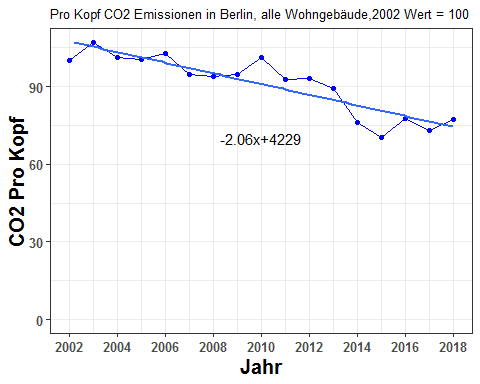 Pro Kopf CO2 Emissionen in Berlin, alle Wohngebäude,2002 Wert = 100
CO2 Pro Kopf
90
60
30
0
-2.06x+4229
2002 2004 2006 2008 2010 2012 2014 2016 2018
Jahr